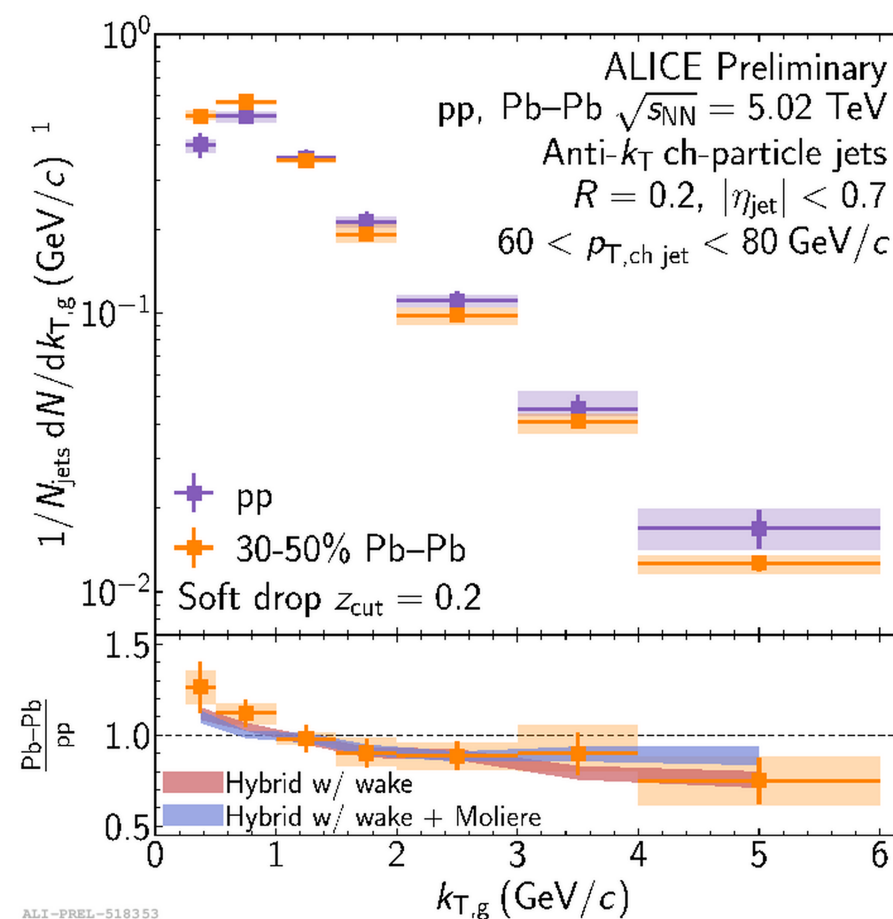 10⁰
ALICE Preliminary
pp, Pb–Pb √sNN = 5.02 TeV
Anti-kT ch-particle jets
R = 0.2, |ηjet| < 0.7
60 < pT,ch jet < 80 GeV/c
1/Njets dN/dkT,g (GeV/c) 1
10⁻¹
pp
30-50% Pb–Pb
10⁻²
Soft drop zcut = 0.2
1.5
Pb–Pb
pp
1.0
Hybrid w/ wake
Hybrid w/ wake + Moliere
0.5
0 1 2 3 4 5 6
kT,g (GeV/c)
ALI-PREL-518353